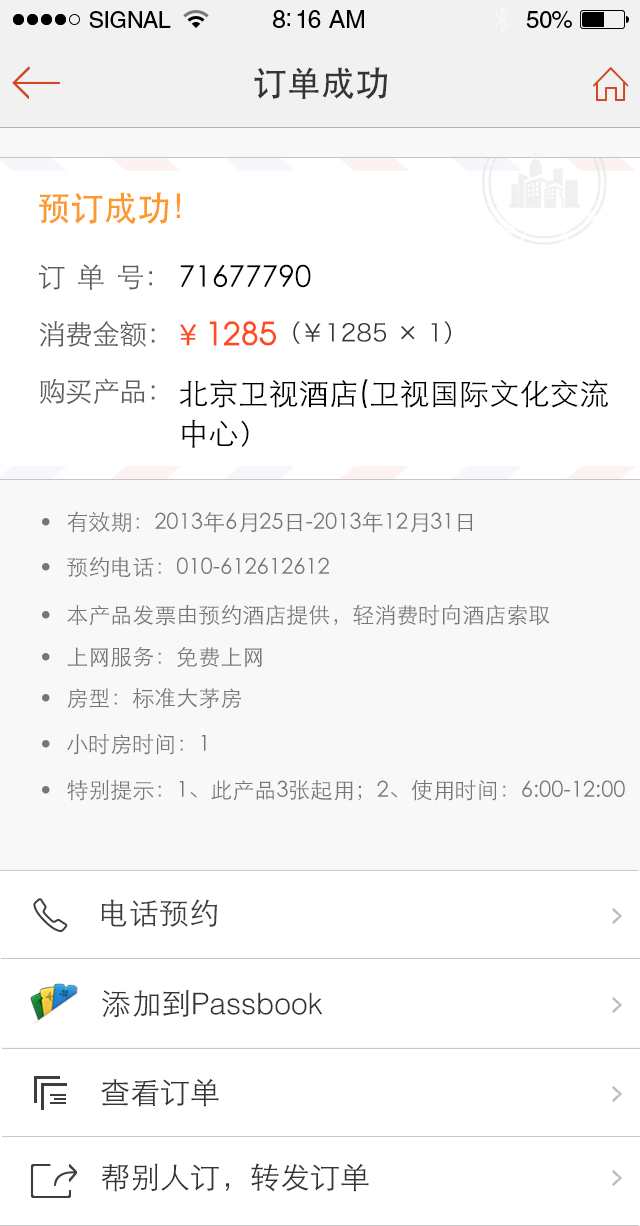 SIGNAL 8:16 AM 50%
订单成功
预订成功!
订 单 号： 71677790
消费金额： ￥ 1285（￥1285 × 1）
购买产品： 北京卫视酒店(卫视国际文化交流
中心）
• 有效期：2013年6月25日-2013年12月31日
• 预约电话：010-612612612
• 本产品发票由预约酒店提供，轻消费时向酒店索取
• 上网服务：免费上网
• 房型：标准大茅房
• 小时房时间：1
• 特别提示：1、此产品3张起用；2、使用时间：6:00-12:00
电话预约
添加到Passbook
查看订单
帮别人订，转发订单